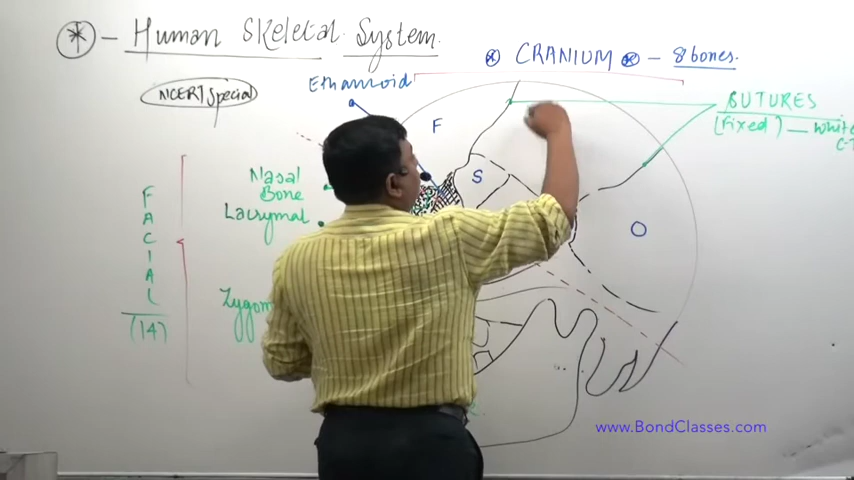 * - Human Skeletal System.
* CRANIUM * - 8 bones.
Ethamoid
NCERT Special
SUTURES
(Fixed) - White
F
S
O
Nasal
Bone
Lacrymal
Zygom
FACIAL
(14)
www.BondClasses.com